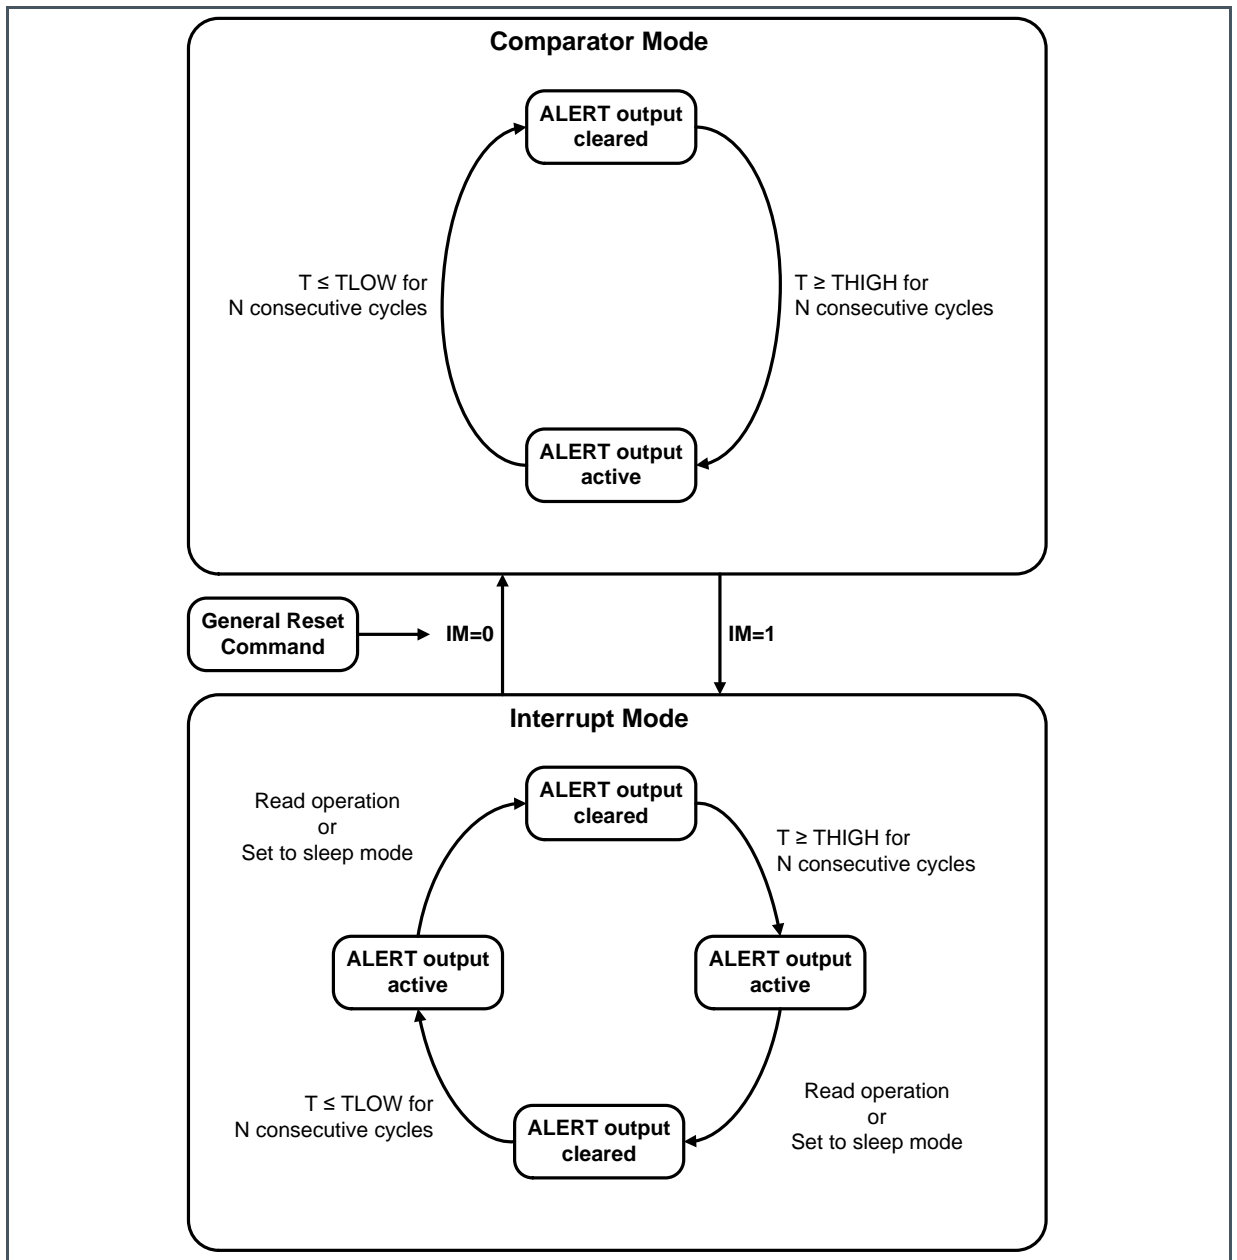 Comparator Mode
ALERT output
cleared
T ≤ TLOW for
N consecutive cycles
T ≥ THIGH for
N consecutive cycles
ALERT output
active
General Reset
Command
IM=0
IM=1
Interrupt Mode
ALERT output
cleared
Read operation
or
Set to sleep mode
T ≥ THIGH for
N consecutive cycles
ALERT output
active
ALERT output
active
T ≤ TLOW for
N consecutive cycles
Read operation
or
Set to sleep mode
ALERT output
cleared